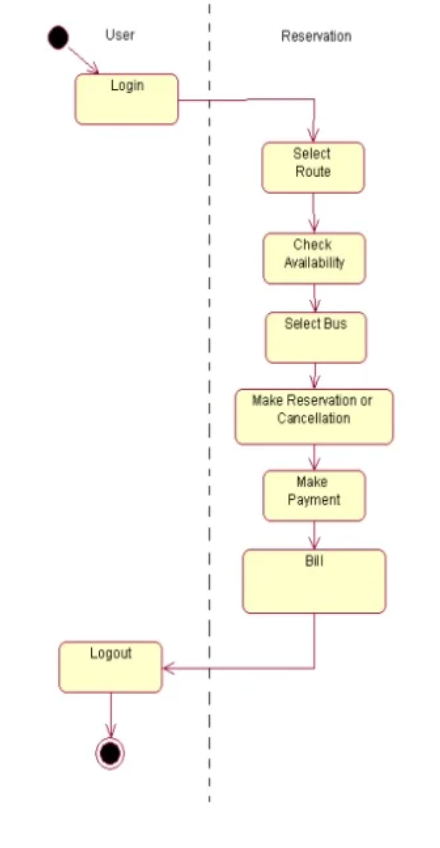 User
Reservation
Login
Select
Route
Check
Availability
Select Bus
Make Reservation or
Cancellation
Make
Payment
Bill
Logout